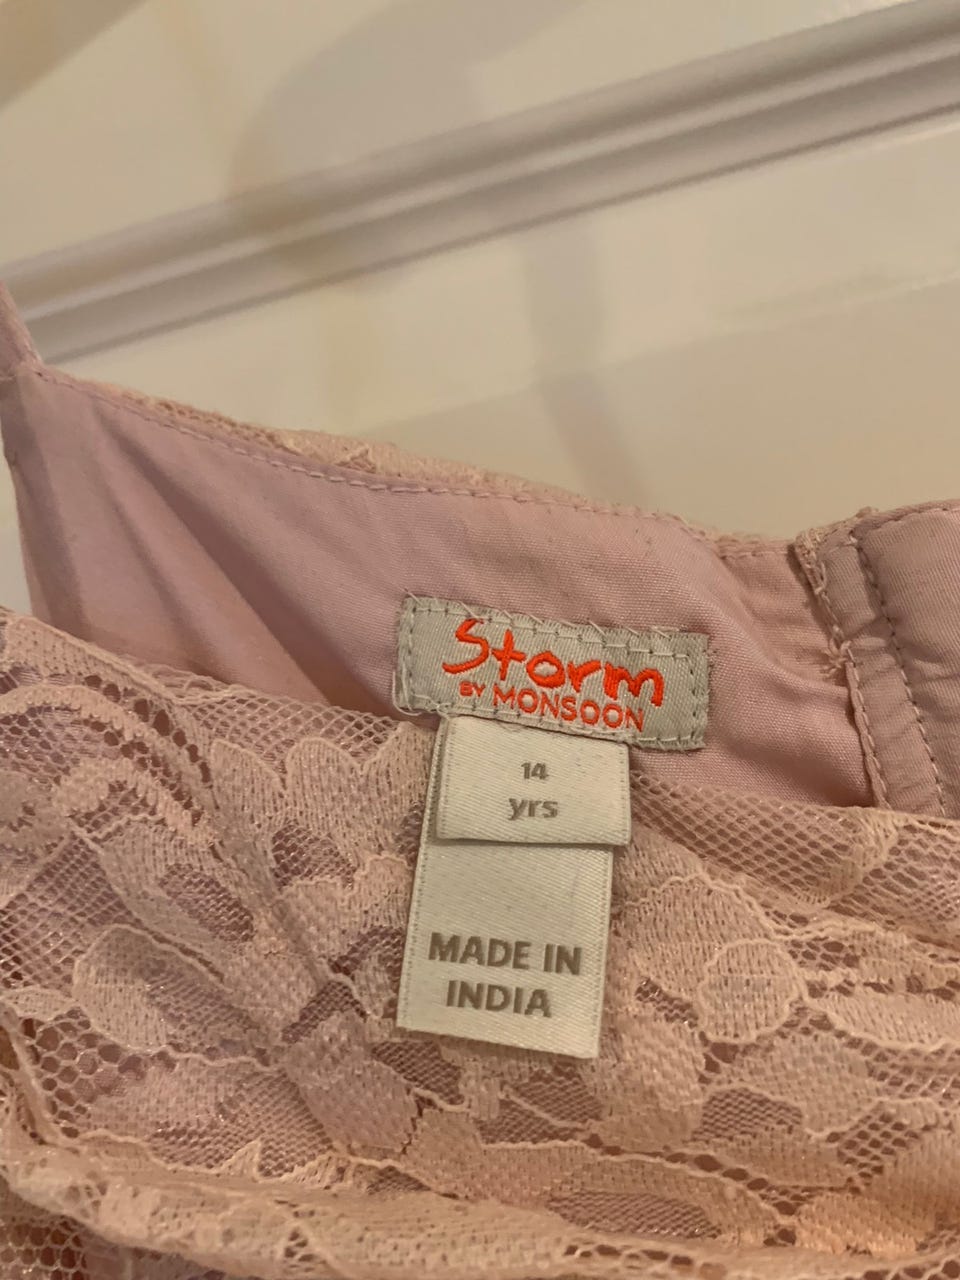 Storm
BY MONSOON
14
yrs
MADE IN
INDIA